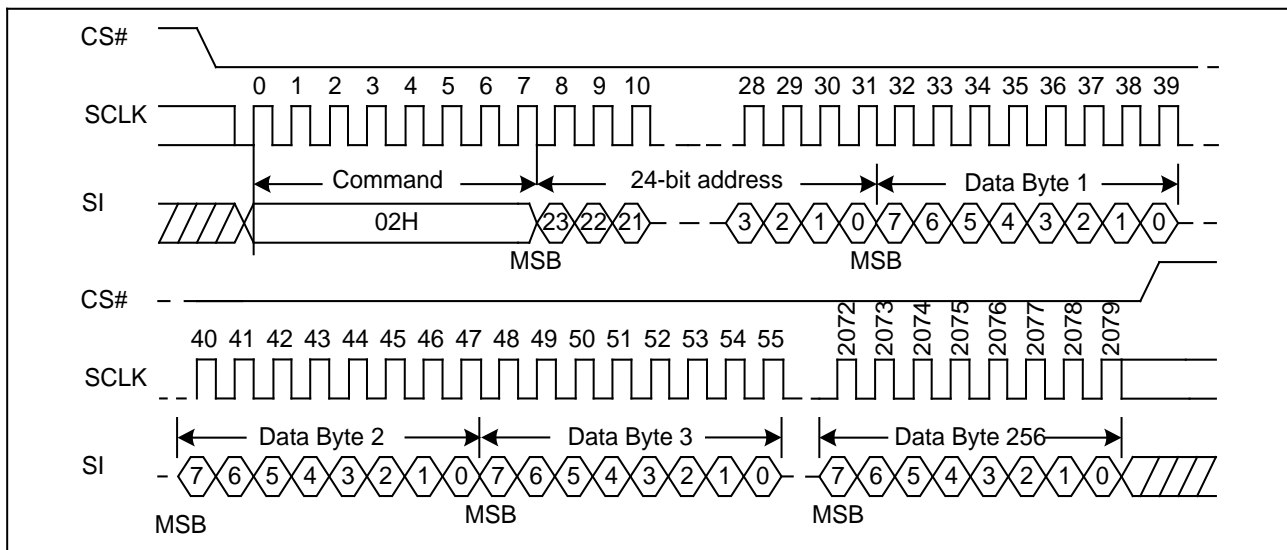 CS#
0 1 2 3 4 5 6 7 8 9 10 28 29 30 31 32 33 34 35 36 37 38 39
SCLK
Command 24-bit address Data Byte 1
SI
02H 23 22 21 3 2 1 0 7 6 5 4 3 2 1 0
MSB MSB
CS#
40 41 42 43 44 45 46 47 48 49 50 51 52 53 54 55 2072 2073 2074 2075 2076 2077 2078 2079
SCLK
Data Byte 2 Data Byte 3 Data Byte 256
SI
7 6 5 4 3 2 1 0 7 6 5 4 3 2 1 0 7 6 5 4 3 2 1 0
MSB MSB MSB